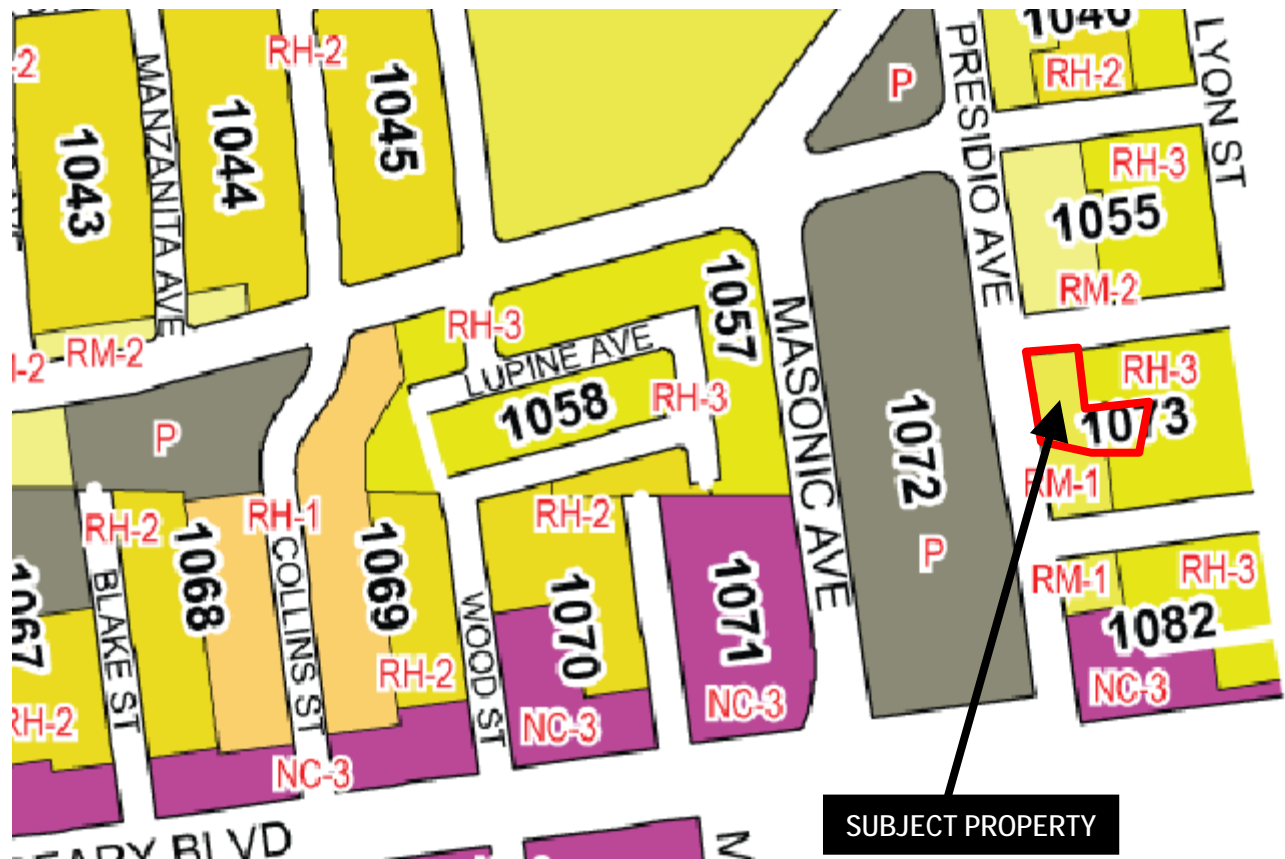 RH-2
1046
LYON ST
-2
MANZANITA AVE
1045
P
PRESIDIO AVE
RH-2
1043
1044
RH-3
1055
RM-2
1057
RH-3
LUPINE AVE
MASONIC AVE
-2
RM-2
1058
RH-3
RH-3
1073
P
1072
RM-1
RH-2
1068
RH-1
COLLINS ST
1069
RH-2
P
1067
BLAKE ST
WOOD ST
1070
1071
RM-1
RH-3
1082
RH-2
RH-2
NC-3
NC-3
NC-3
NC-3
SUBJECT PROPERTY
EARY BLVD
M